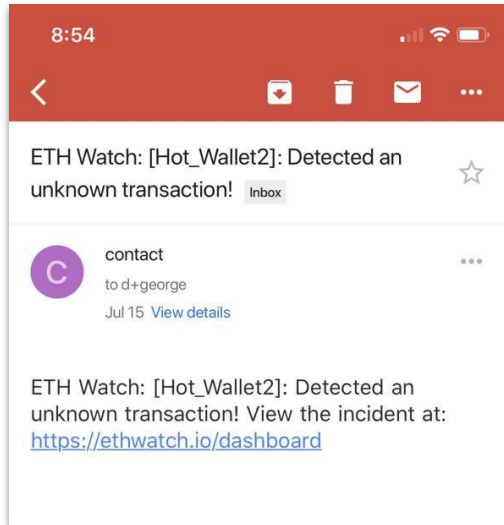 8:54
ETH Watch: [Hot_Wallet2]: Detected an
unknown transaction! Inbox
C
contact
to d+george
Jul 15 View details
ETH Watch: [Hot_Wallet2]: Detected an
unknown transaction! View the incident at:
https://ethwatch.io/dashboard